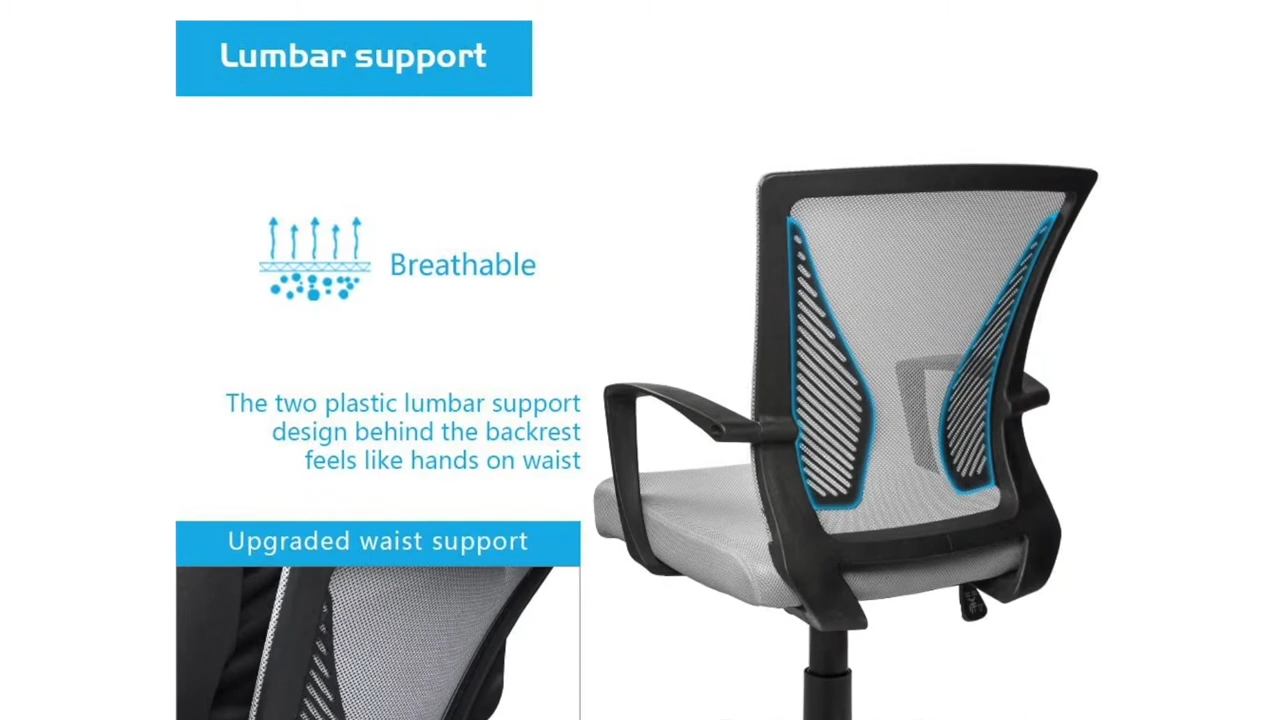 Lumbar support
Breathable
The two plastic lumbar support
design behind the backrest
feels like hands on waist
Upgraded waist support